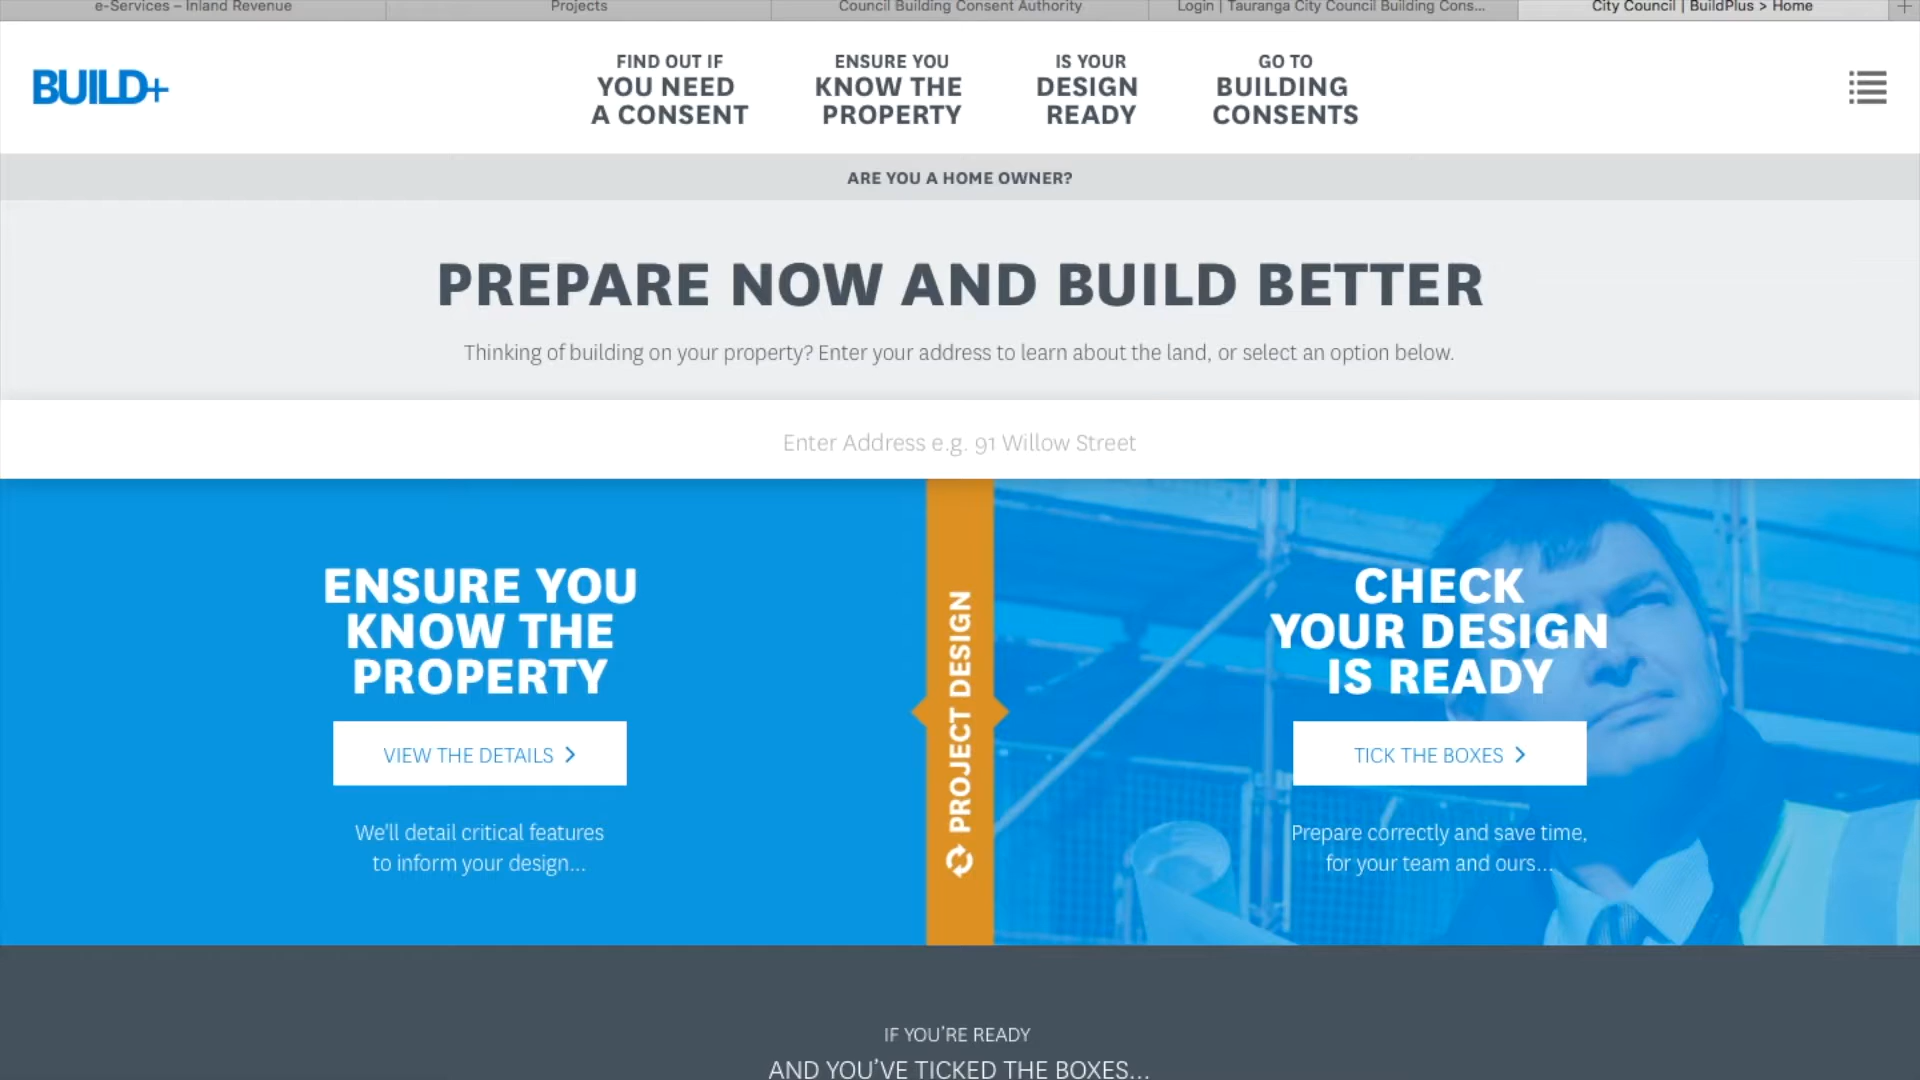 e-Services – Inland Revenue
Projects
Council Building Consent Authority
Login | Tauranga City Council Building Cons...
City Council | BuildPlus > Home
BUILD+
FIND OUT IF
YOU NEED
A CONSENT
ENSURE YOU
KNOW THE
PROPERTY
IS YOUR
DESIGN
READY
GO TO
BUILDING
CONSENTS
ARE YOU A HOME OWNER?
PREPARE NOW AND BUILD BETTER
Thinking of building on your property? Enter your address to learn about the land, or select an option below.
Enter Address e.g. 91 Willow Street
ENSURE YOU
KNOW THE
PROPERTY
VIEW THE DETAILS >
We'll detail critical features
to inform your design...
PROJECT DESIGN
CHECK
YOUR DESIGN
IS READY
TICK THE BOXES >
Prepare correctly and save time,
for your team and ours...
IF YOU'RE READY
AND YOU'VE TICKED THE BOXES...